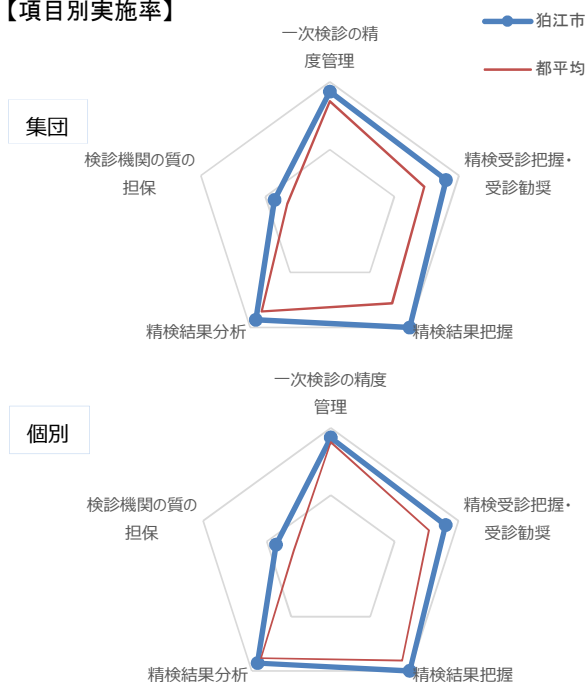 【項目別実施率】
狛江市
都平均
集団
一次検診の精
度管理
精検受診把握・
受診勧奨
精検結果把握
精検結果分析
検診機関の質の
担保
個別
一次検診の精度
管理
精検受診把握・
受診勧奨
精検結果把握
精検結果分析
検診機関の質の
担保